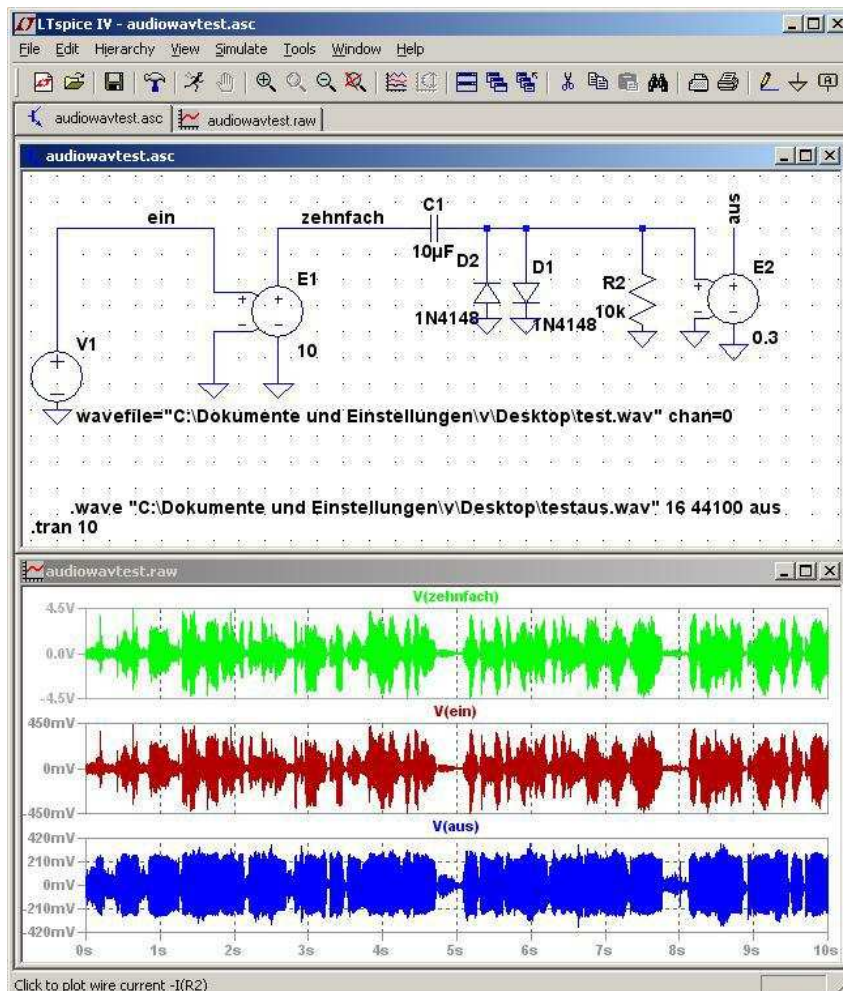 LTspice IV - audiowavtest.asc
File Edit Hierarchy View Simulate Tools Window Help
audiowavtest.asc audiowavtest.raw
audiowavtest.asc
ein
zehnfach
C1
10µF
aus
D2
D1
E1
E2
R2
10k
1N4148
1N4148
V1
10
0.3
wavefile="C:\Dokumente und Einstellungen\v\Desktop\test.wav" chan=0
.wave "C:\Dokumente und Einstellungen\v\Desktop\testaus.wav" 16 44100 aus
.tran 10
audiowavtest.raw
V(zehnfach)
4.5V
0.0V
-4.5V
V(ein)
450mV
0mV
-450mV
V(aus)
420mV
210mV
0mV
-210mV
-420mV
0s 1s 2s 3s 4s 5s 6s 7s 8s 9s 10s
Click to plot wire current -I(R2)